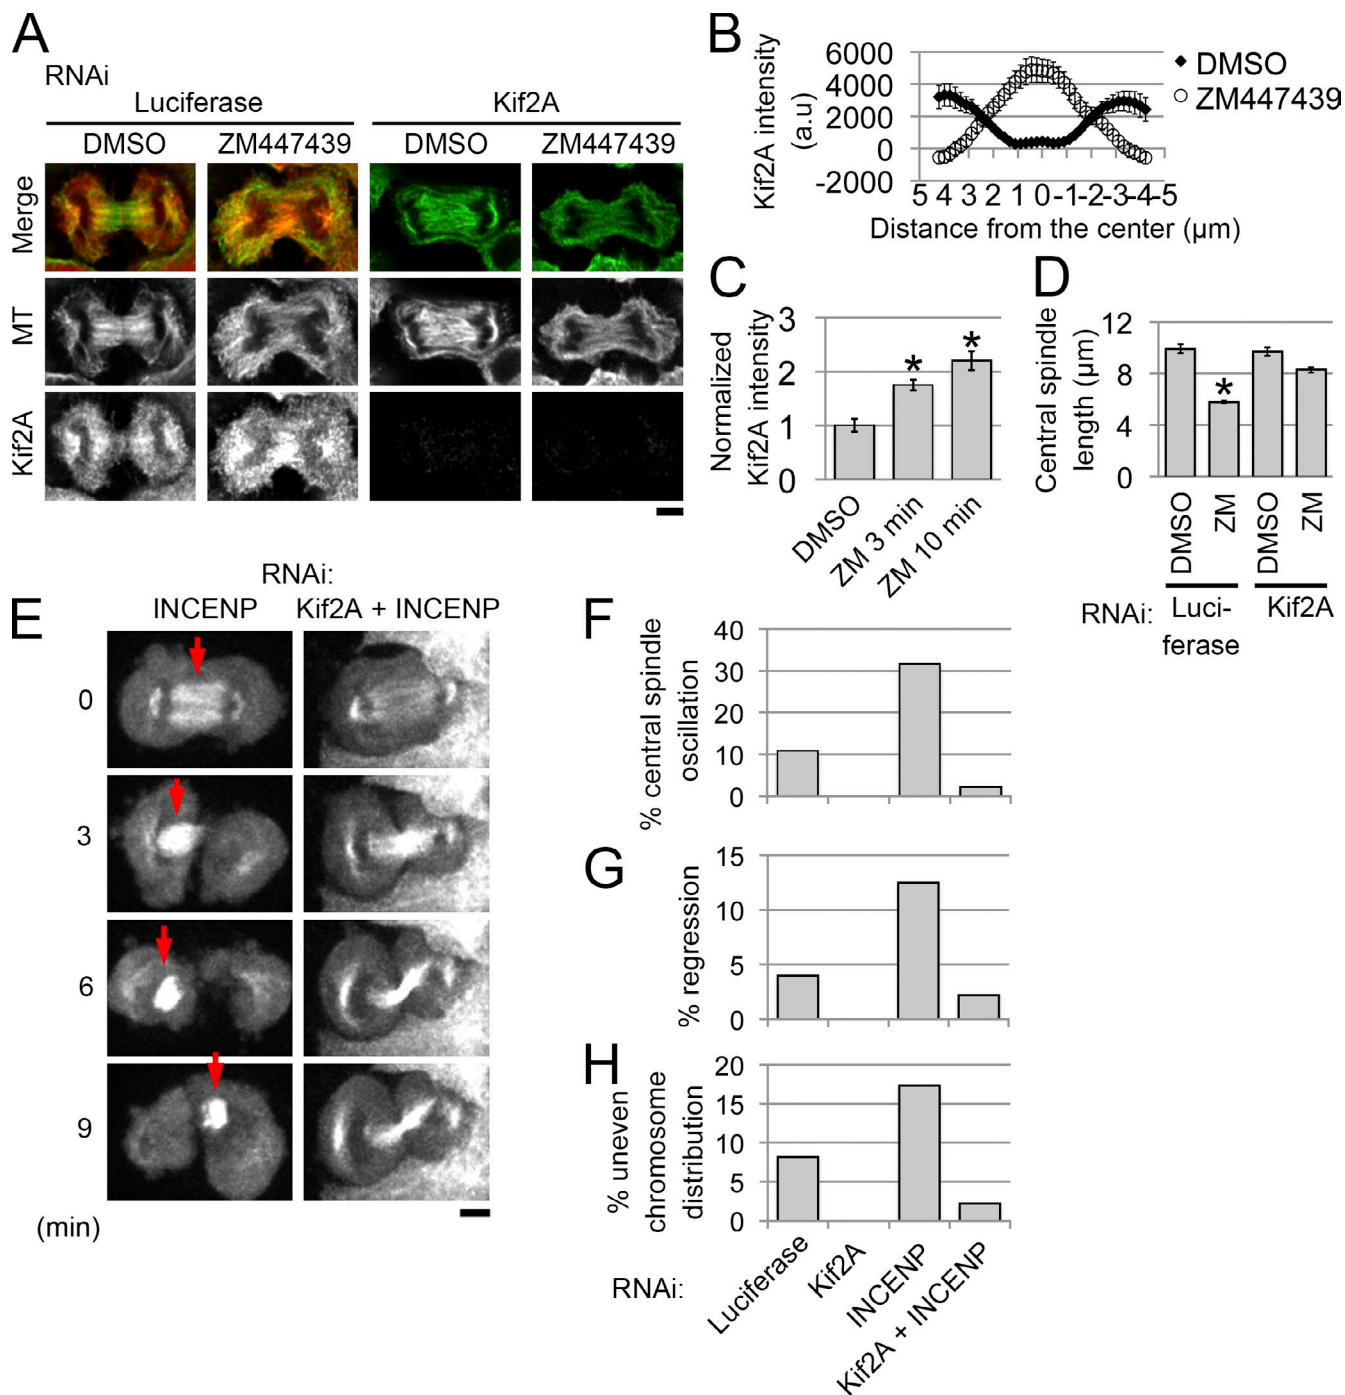 A
RNAi
Luciferase
Kif2A
DMSO
ZM447439
DMSO
ZM447439
Merge
MT
Kif2A
B
Kif2A intensity
(a.u)
6000
4000
2000
0
-2000
5 4 3 2 1 0 -1 -2 -3 -4 -5
Distance from the center (µm)
DMSO
ZM447439
C
Normalized
Kif2A intensity
3
2
1
0
*
*
DMSO
ZM 3 min
ZM 10 min
D
Central spindle
length (µm)
12
8
4
0
*
DMSO
ZM
DMSO
ZM
RNAi:
Luci-
ferase
Kif2A
E
RNAi:
INCENP
Kif2A + INCENP
0
3
6
9
(min)
F
% central spindle
oscillation
40
30
20
10
0
G
% regression
15
10
5
0
H
% uneven
chromosome
distribution
20
15
10
5
0
RNAi:
Luciferase
Kif2A
INCENP
Kif2A + INCENP